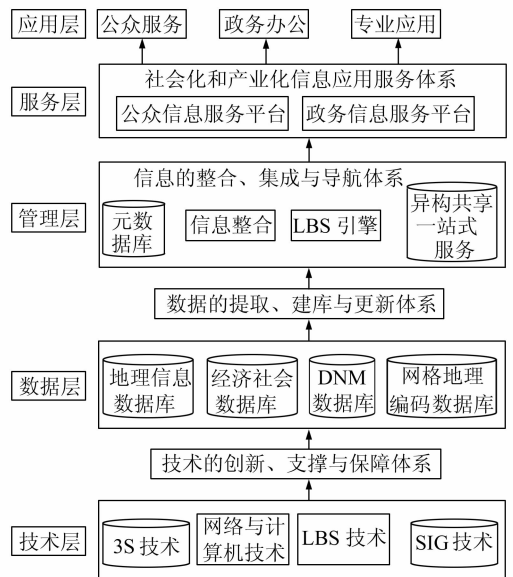 应用层
公众服务
政务办公
专业应用
社会化和产业化信息应用服务体系
服务层
公众信息服务平台
政务信息服务平台
信息的整合、集成与导航体系
管理层
元数
据库
信息整合
LBS 引擎
异构共享
一站式
服务
数据的提取、建库与更新体系
数据层
地理信息
数据库
经济社会
数据库
DNM
数据库
网格地理
编码数据库
技术的创新、支撑与保障体系
技术层
3S 技术
网络与计
算机技术
LBS 技术
SIG 技术